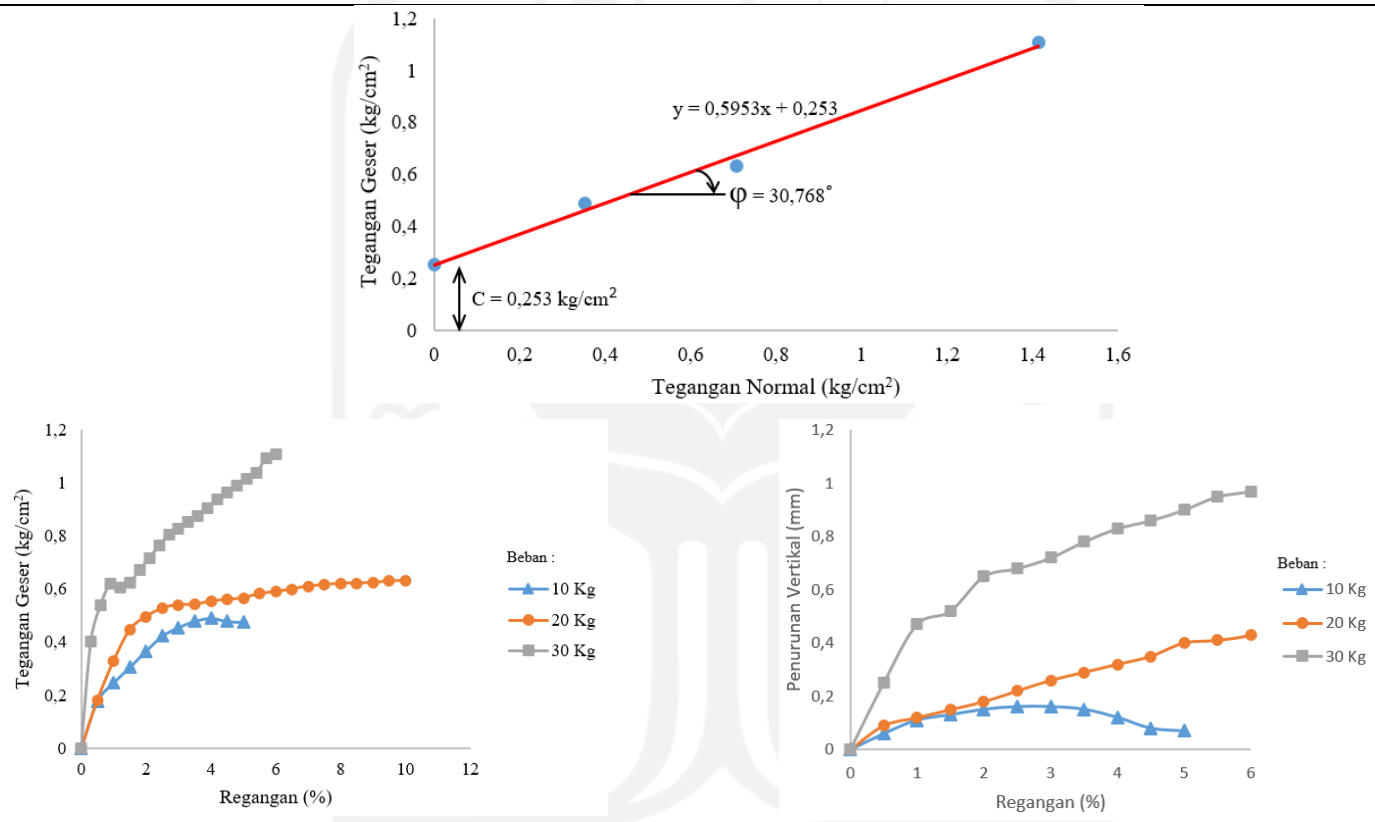 1,2
1
0,8
0,6
0,4
0,2
0
Tegangan Geser (kg/cm²)
y = 0,5953x + 0,253
φ = 30,768˚
C = 0,253 kg/cm²
0 0,2 0,4 0,6 0,8 1 1,2 1,4 1,6
Tegangan Normal (kg/cm²)
1,2
1
0,8
0,6
0,4
0,2
0
Tegangan Geser (kg/cm²)
0 2 4 6 8 10 12
Regangan (%)
Beban :
10 Kg
20 Kg
30 Kg
1,2
1
0,8
0,6
0,4
0,2
0
Penurunan Vertikal (mm)
0 1 2 3 4 5 6
Regangan (%)
Beban :
10 Kg
20 Kg
30 Kg